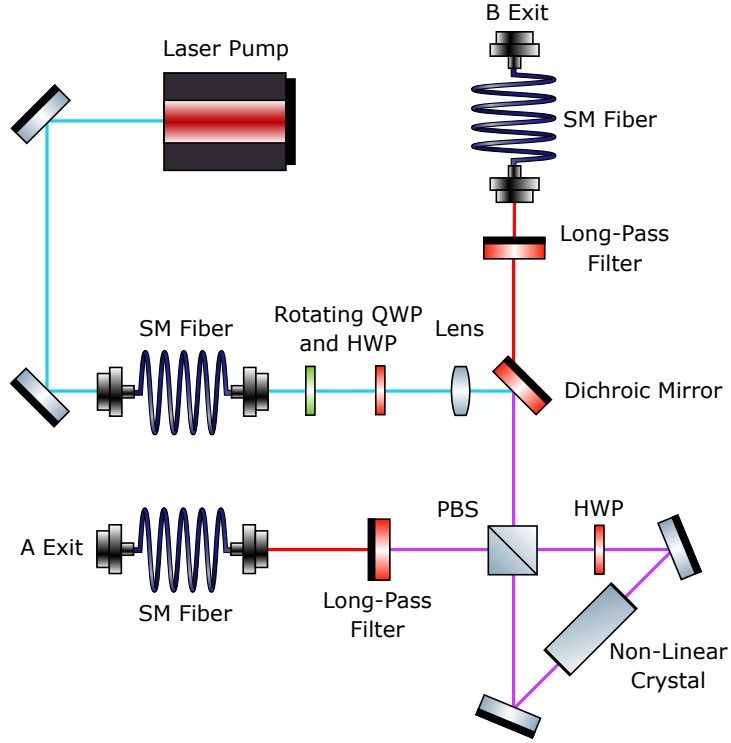 B Exit
Laser Pump
SM Fiber
Long-Pass
Filter
SM Fiber
Rotating QWP
and HWP
Lens
Dichroic Mirror
PBS
HWP
A Exit
SM Fiber
Long-Pass
Filter
Non-Linear
Crystal